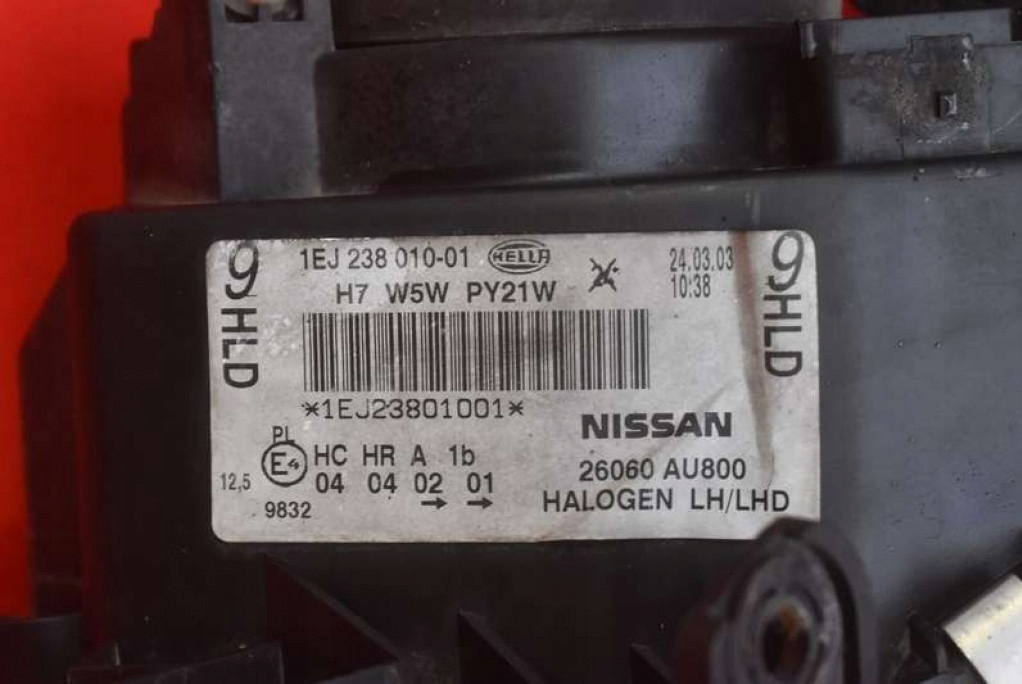 9HLD
1EJ 238 010-01 HELLA
H7 W5W PY21W
24.03.03
10:38
9HLD
*1EJ23801001*
NISSAN
26060 AU800
HALOGEN LH/LHD
PL
E4 HC HR A 1b
12,5 04 04 02 01
→ →
9832